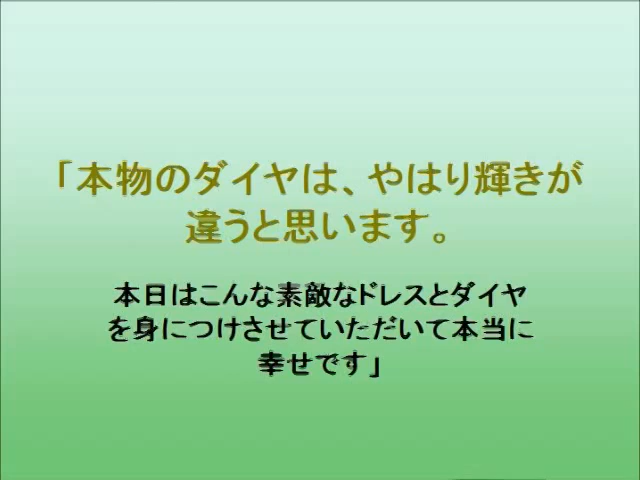 「本物のダイヤは、やはり輝きが
違うと思います。
本日はこんな素敵なドレスとダイヤ
を身につけさせていただいて本当に
幸せです」